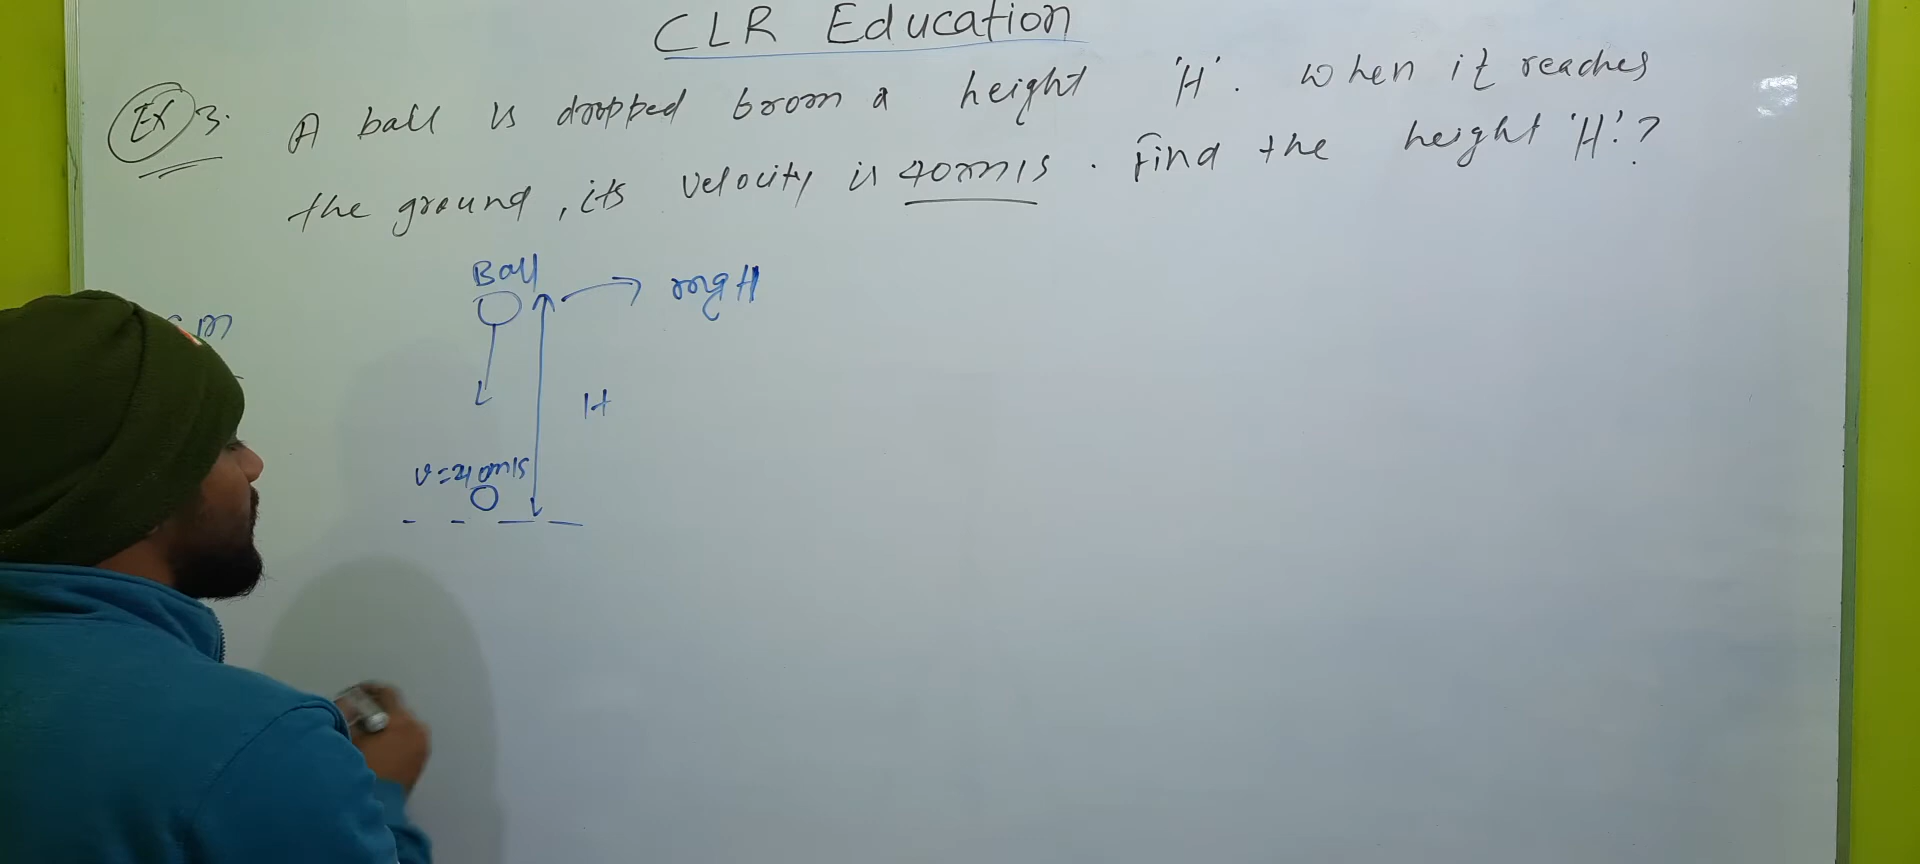 CLR Education
Ex 3. A ball is dropped from a height 'H'. When it reaches
the ground, its velocity is 40m/s. Find the height 'H'?
Ball
mgH
m
H
v=40m/s